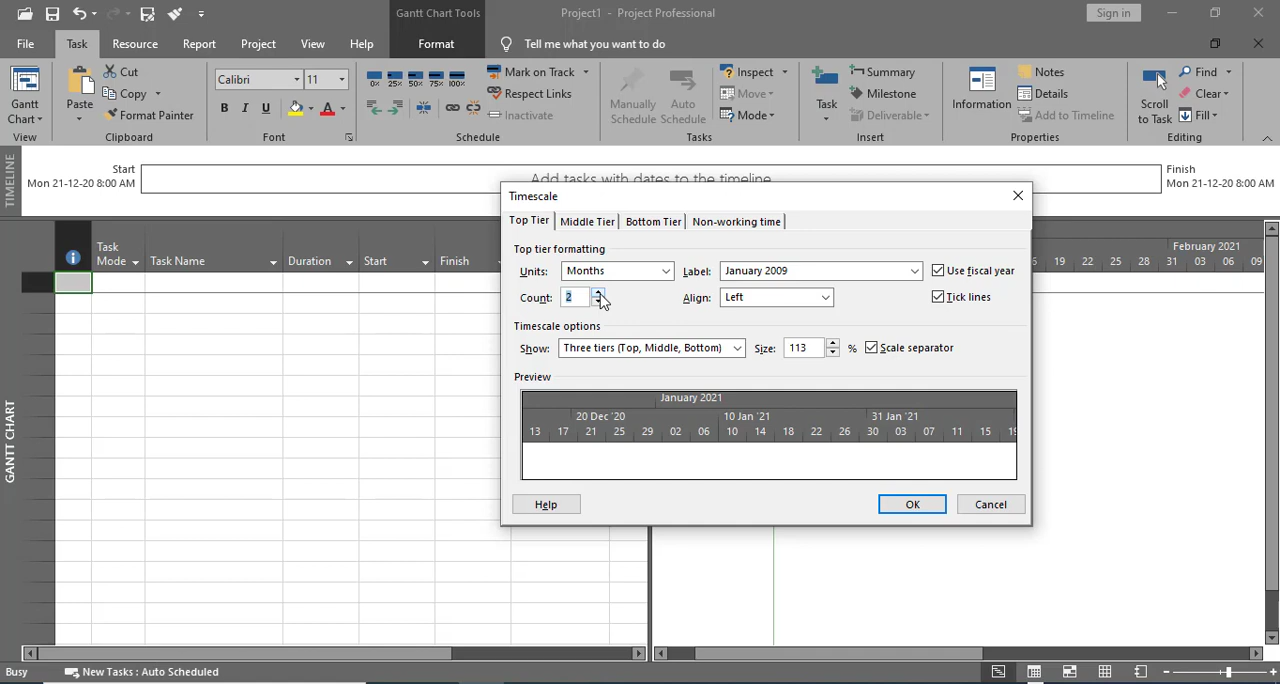 Gantt Chart Tools
Project1 - Project Professional
Sign in
File
Task
Resource
Report
Project
View
Help
Format
Tell me what you want to do
Gantt Chart
View
Paste
Cut
Copy
Format Painter
Clipboard
Calibri
11
B I U
A
Font
0% 25% 50% 75% 100%
Mark on Track
Respect Links
Inactivate
Schedule
Manually Schedule
Auto Schedule
Inspect
Move
Mode
Tasks
Task
Summary
Milestone
Deliverable
Insert
Information
Notes
Details
Add to Timeline
Properties
Scroll to Task
Find
Clear
Fill
Editing
TIMELINE
Start
Mon 21-12-20 8:00 AM
Add tasks with dates to the timeline
Finish
Mon 21-12-20 8:00 AM
Task Mode
Task Name
Duration
Start
Finish
February 2021
19 22 25 28 31 03 06 09
GANTT CHART
Timescale
Top Tier
Middle Tier
Bottom Tier
Non-working time
Top tier formatting
Units: Months
Label: January 2009
Use fiscal year
Count: 2
Align: Left
Tick lines
Timescale options
Show: Three tiers (Top, Middle, Bottom)
Size: 113 %
Scale separator
Preview
January 2021
20 Dec '20 10 Jan '21 31 Jan '21
13 17 21 25 29 02 06 10 14 18 22 26 30 03 07 11 15
Help
OK
Cancel
Busy
New Tasks : Auto Scheduled